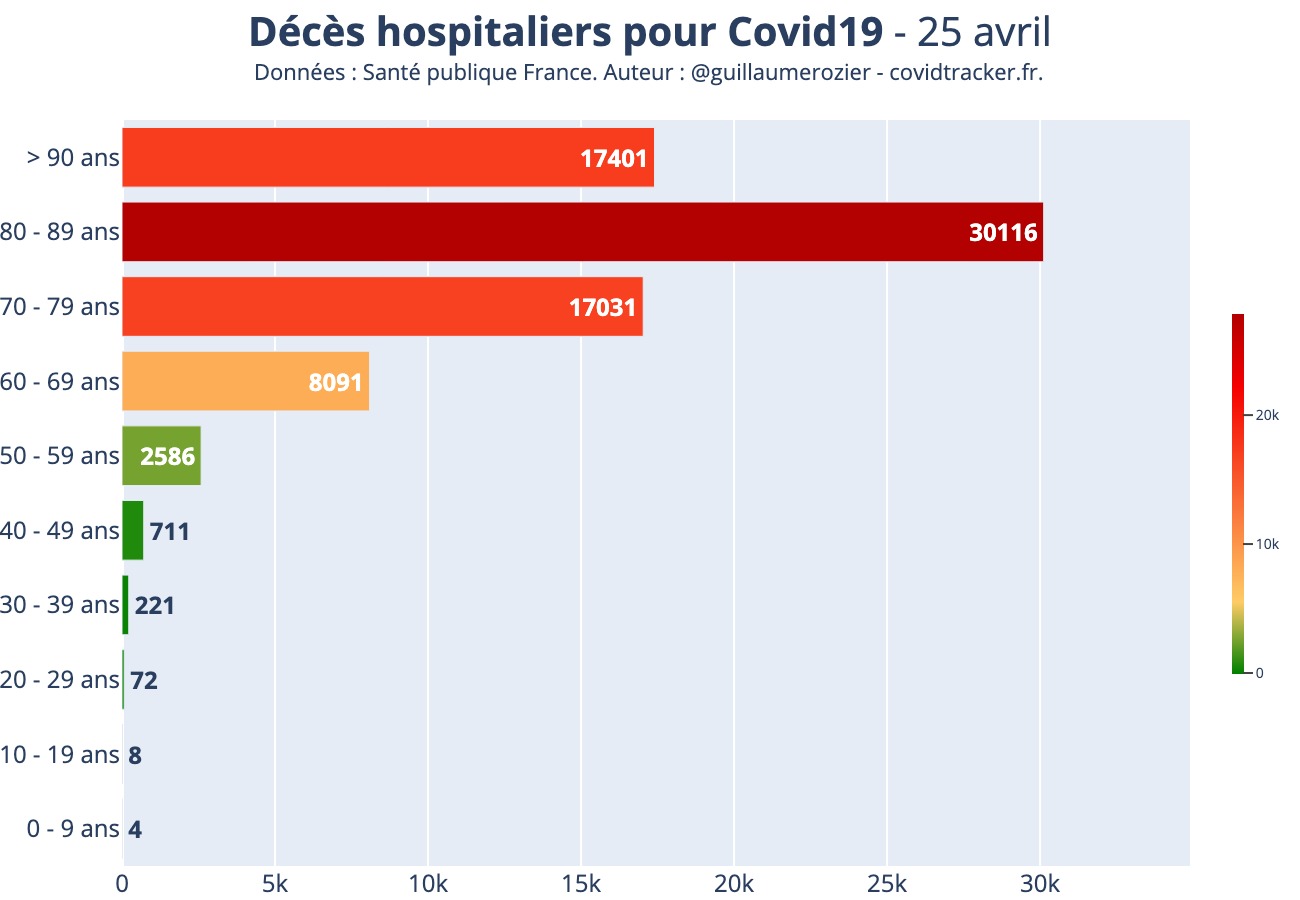 Décès hospitaliers pour Covid19 - 25 avril
Données : Santé publique France. Auteur : @guillaumerozier - covidtracker.fr.
> 90 ans 17401
80 - 89 ans 30116
70 - 79 ans 17031
60 - 69 ans 8091
50 - 59 ans 2586
40 - 49 ans 711
30 - 39 ans 221
20 - 29 ans 72
10 - 19 ans 8
0 - 9 ans 4
0 5k 10k 15k 20k 25k 30k
20k
10k
0